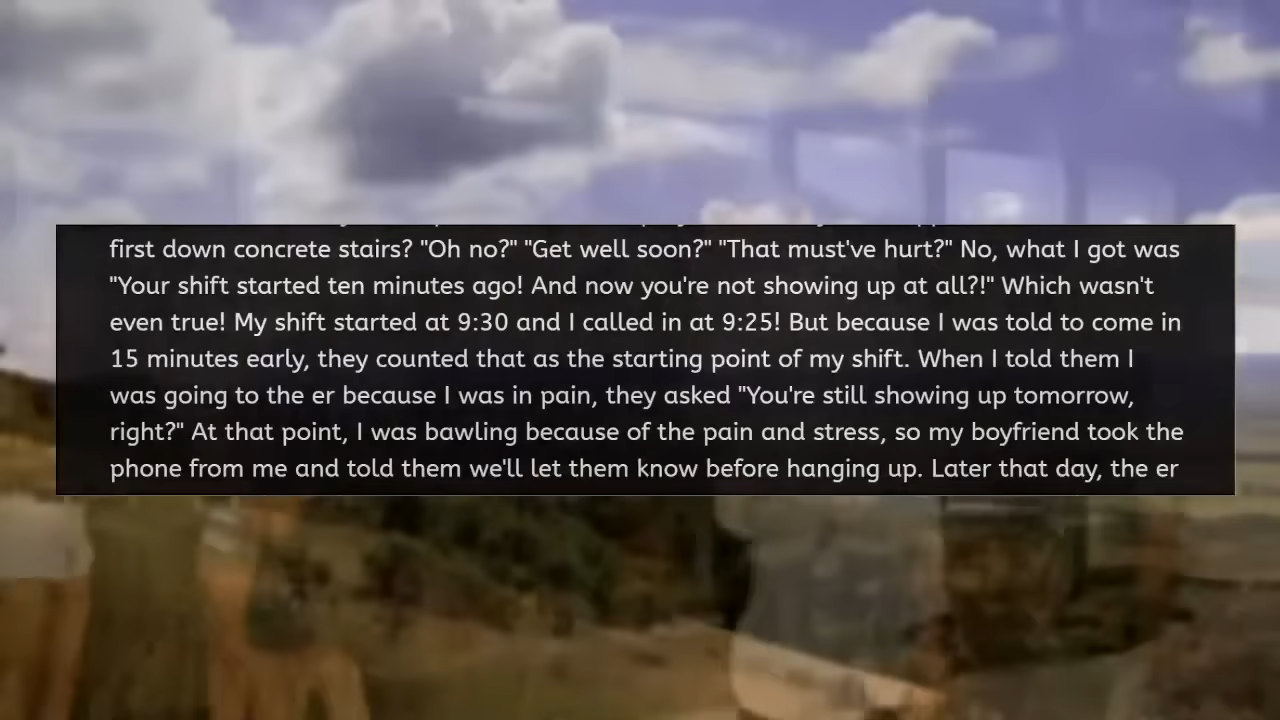 first down concrete stairs? "Oh no?" "Get well soon?" "That must've hurt?" No, what I got was
"Your shift started ten minutes ago! And now you're not showing up at all?!" Which wasn't
even true! My shift started at 9:30 and I called in at 9:25! But because I was told to come in
15 minutes early, they counted that as the starting point of my shift. When I told them I
was going to the er because I was in pain, they asked "You're still showing up tomorrow,
right?" At that point, I was bawling because of the pain and stress, so my boyfriend took the
phone from me and told them we'll let them know before hanging up. Later that day, the er